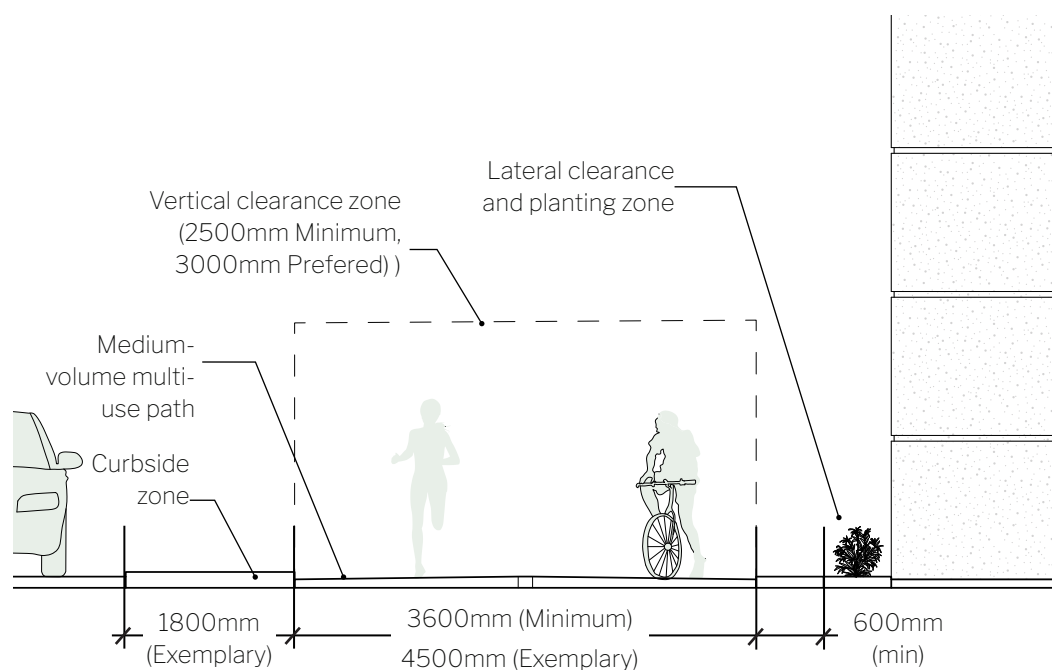 Lateral clearance
and planting zone
Vertical clearance zone
(2500mm Minimum,
3000mm Prefered) )
Medium-
volume multi-
use path
Curbside
zone
1800mm
(Exemplary)
3600mm (Minimum)
4500mm (Exemplary)
600mm
(min)